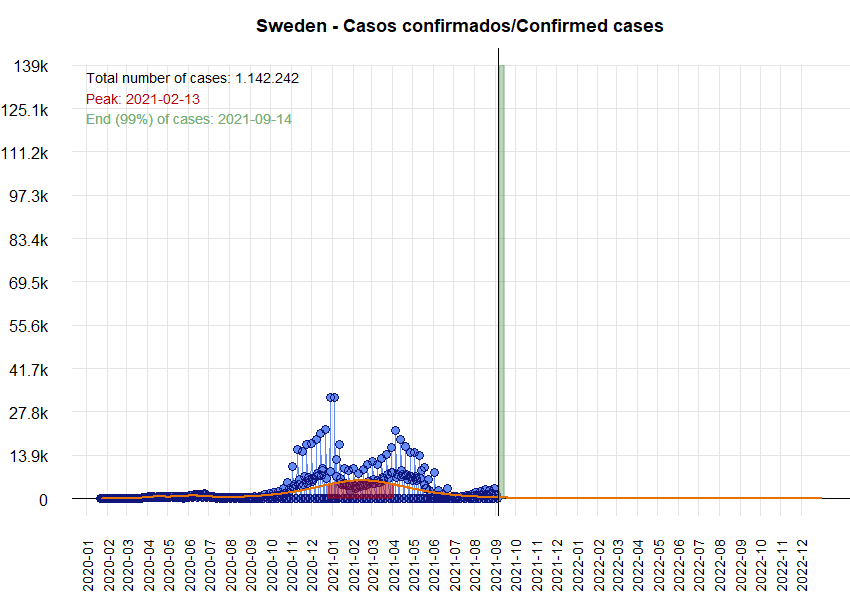 Sweden - Casos confirmados/Confirmed cases
139k
125.1k
111.2k
97.3k
83.4k
69.5k
55.6k
41.7k
27.8k
13.9k
0
Total number of cases: 1.142.242
Peak: 2021-02-13
End (99%) of cases: 2021-09-14
2020-01
2020-02
2020-03
2020-04
2020-05
2020-06
2020-07
2020-08
2020-09
2020-10
2020-11
2020-12
2021-01
2021-02
2021-03
2021-04
2021-05
2021-06
2021-07
2021-08
2021-09
2021-10
2021-11
2021-12
2022-01
2022-02
2022-03
2022-04
2022-05
2022-06
2022-07
2022-08
2022-09
2022-10
2022-11
2022-12